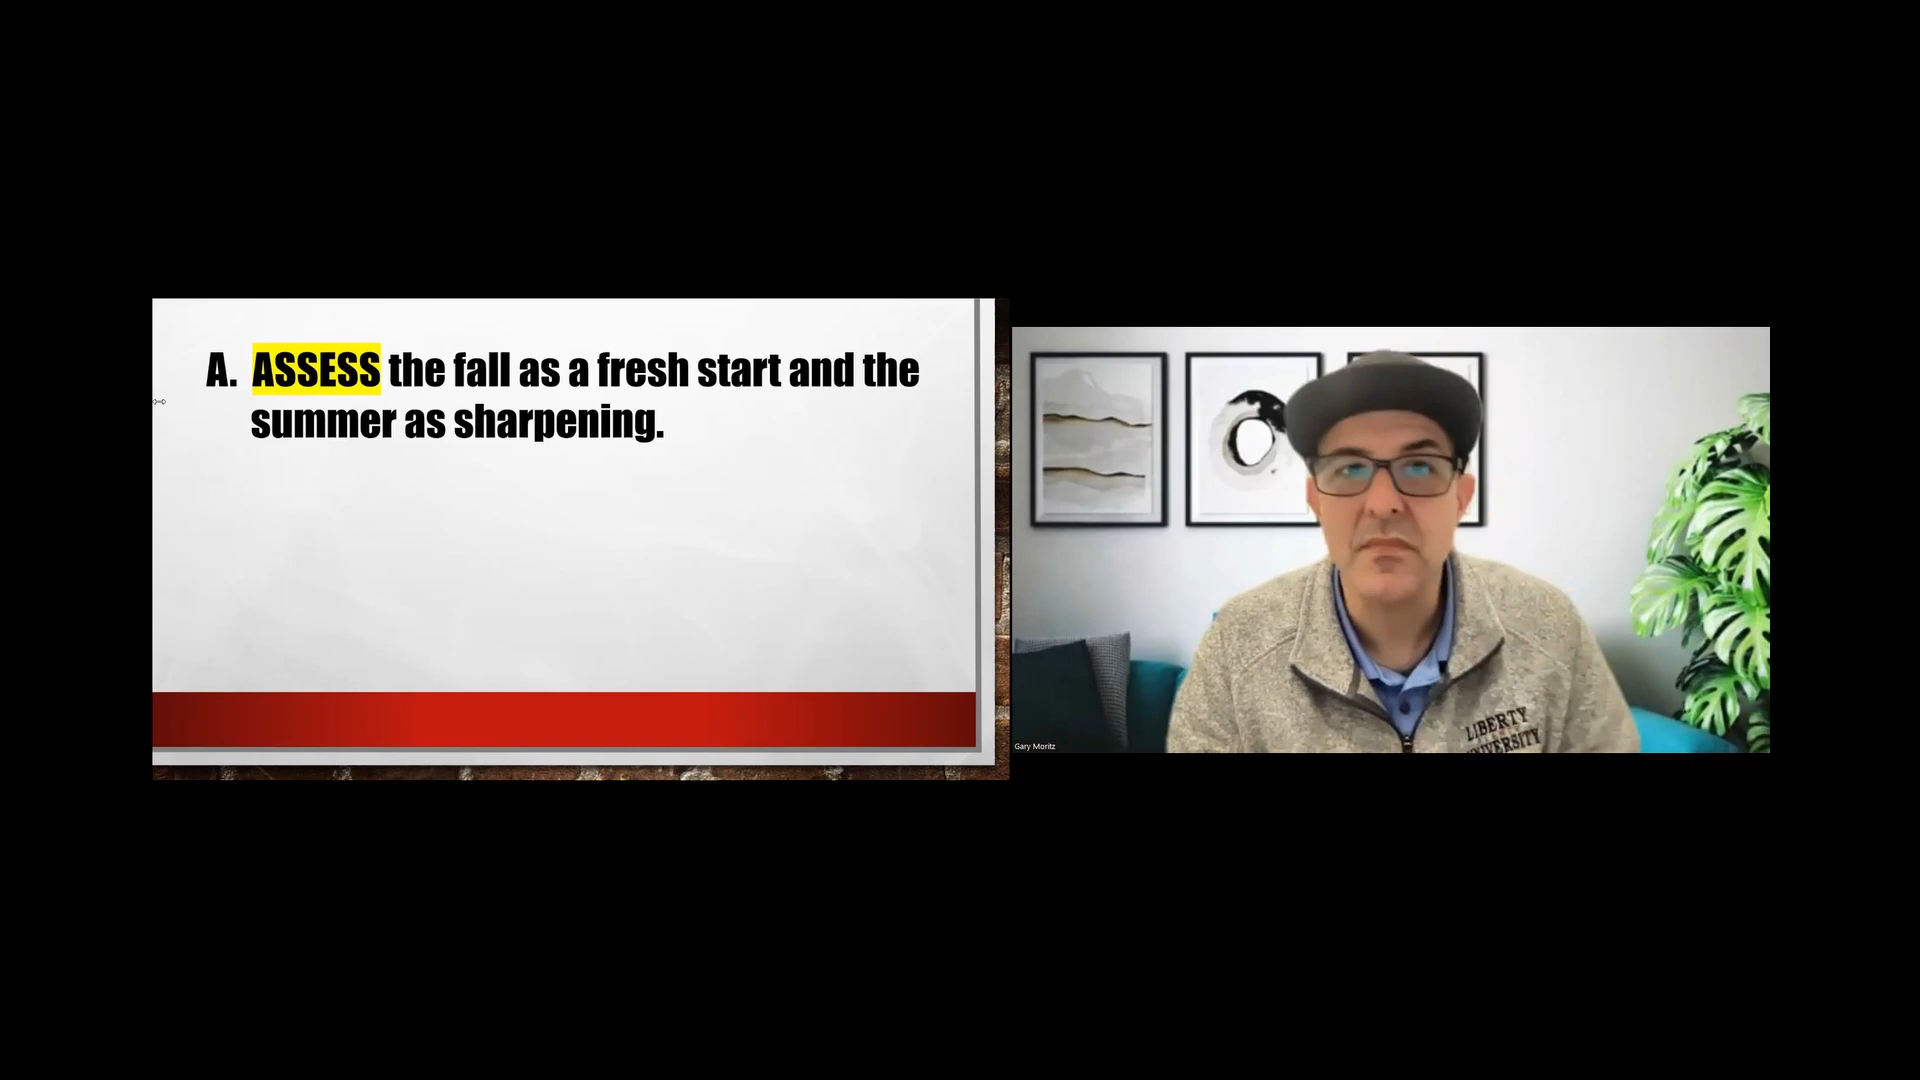 A. ASSESS the fall as a fresh start and the
summer as sharpening.
LIBERTY
UNIVERSITY
Gary Moritz